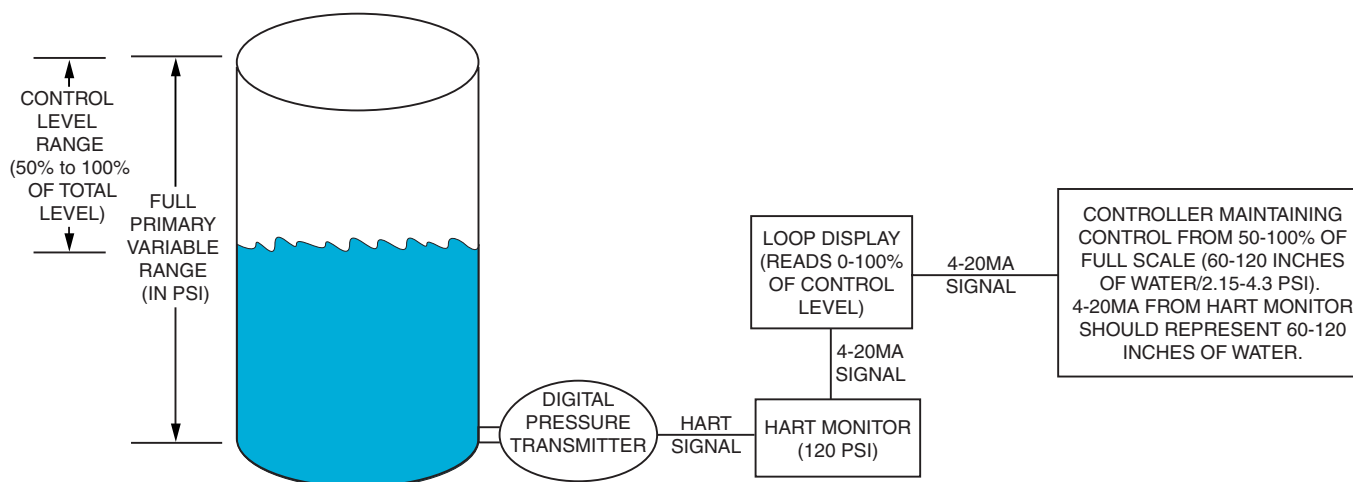 CONTROL
LEVEL
RANGE
(50% to 100%
OF TOTAL
LEVEL)
FULL
PRIMARY
VARIABLE
RANGE
(IN PSI)
DIGITAL
PRESSURE
TRANSMITTER
HART
SIGNAL
HART MONITOR
(120 PSI)
4-20MA
SIGNAL
LOOP DISPLAY
(READS 0-100%
OF CONTROL
LEVEL)
4-20MA
SIGNAL
CONTROLLER MAINTAINING
CONTROL FROM 50-100% OF
FULL SCALE (60-120 INCHES
OF WATER/2.15-4.3 PSI).
4-20MA FROM HART MONITOR
SHOULD REPRESENT 60-120
INCHES OF WATER.